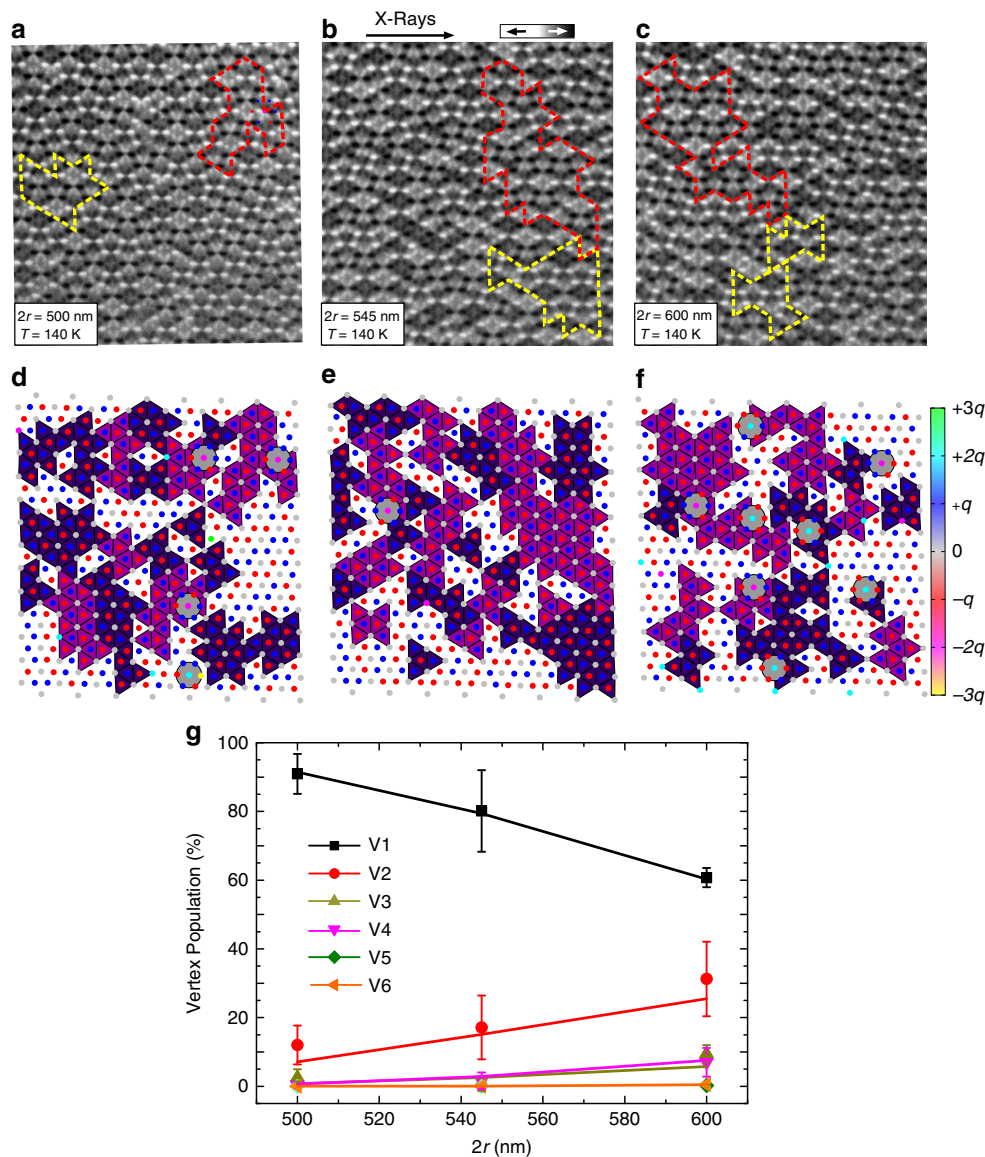 a
b
X-Rays
c
2r = 500 nm
T = 140 K
2r = 545 nm
T = 140 K
2r = 600 nm
T = 140 K
d
e
f
+3q
+2q
+q
0
−q
−2q
−3q
g
100
80
60
40
20
0
Vertex Population (%)
V1
V2
V3
V4
V5
V6
500
520
540
560
580
600
2r (nm)